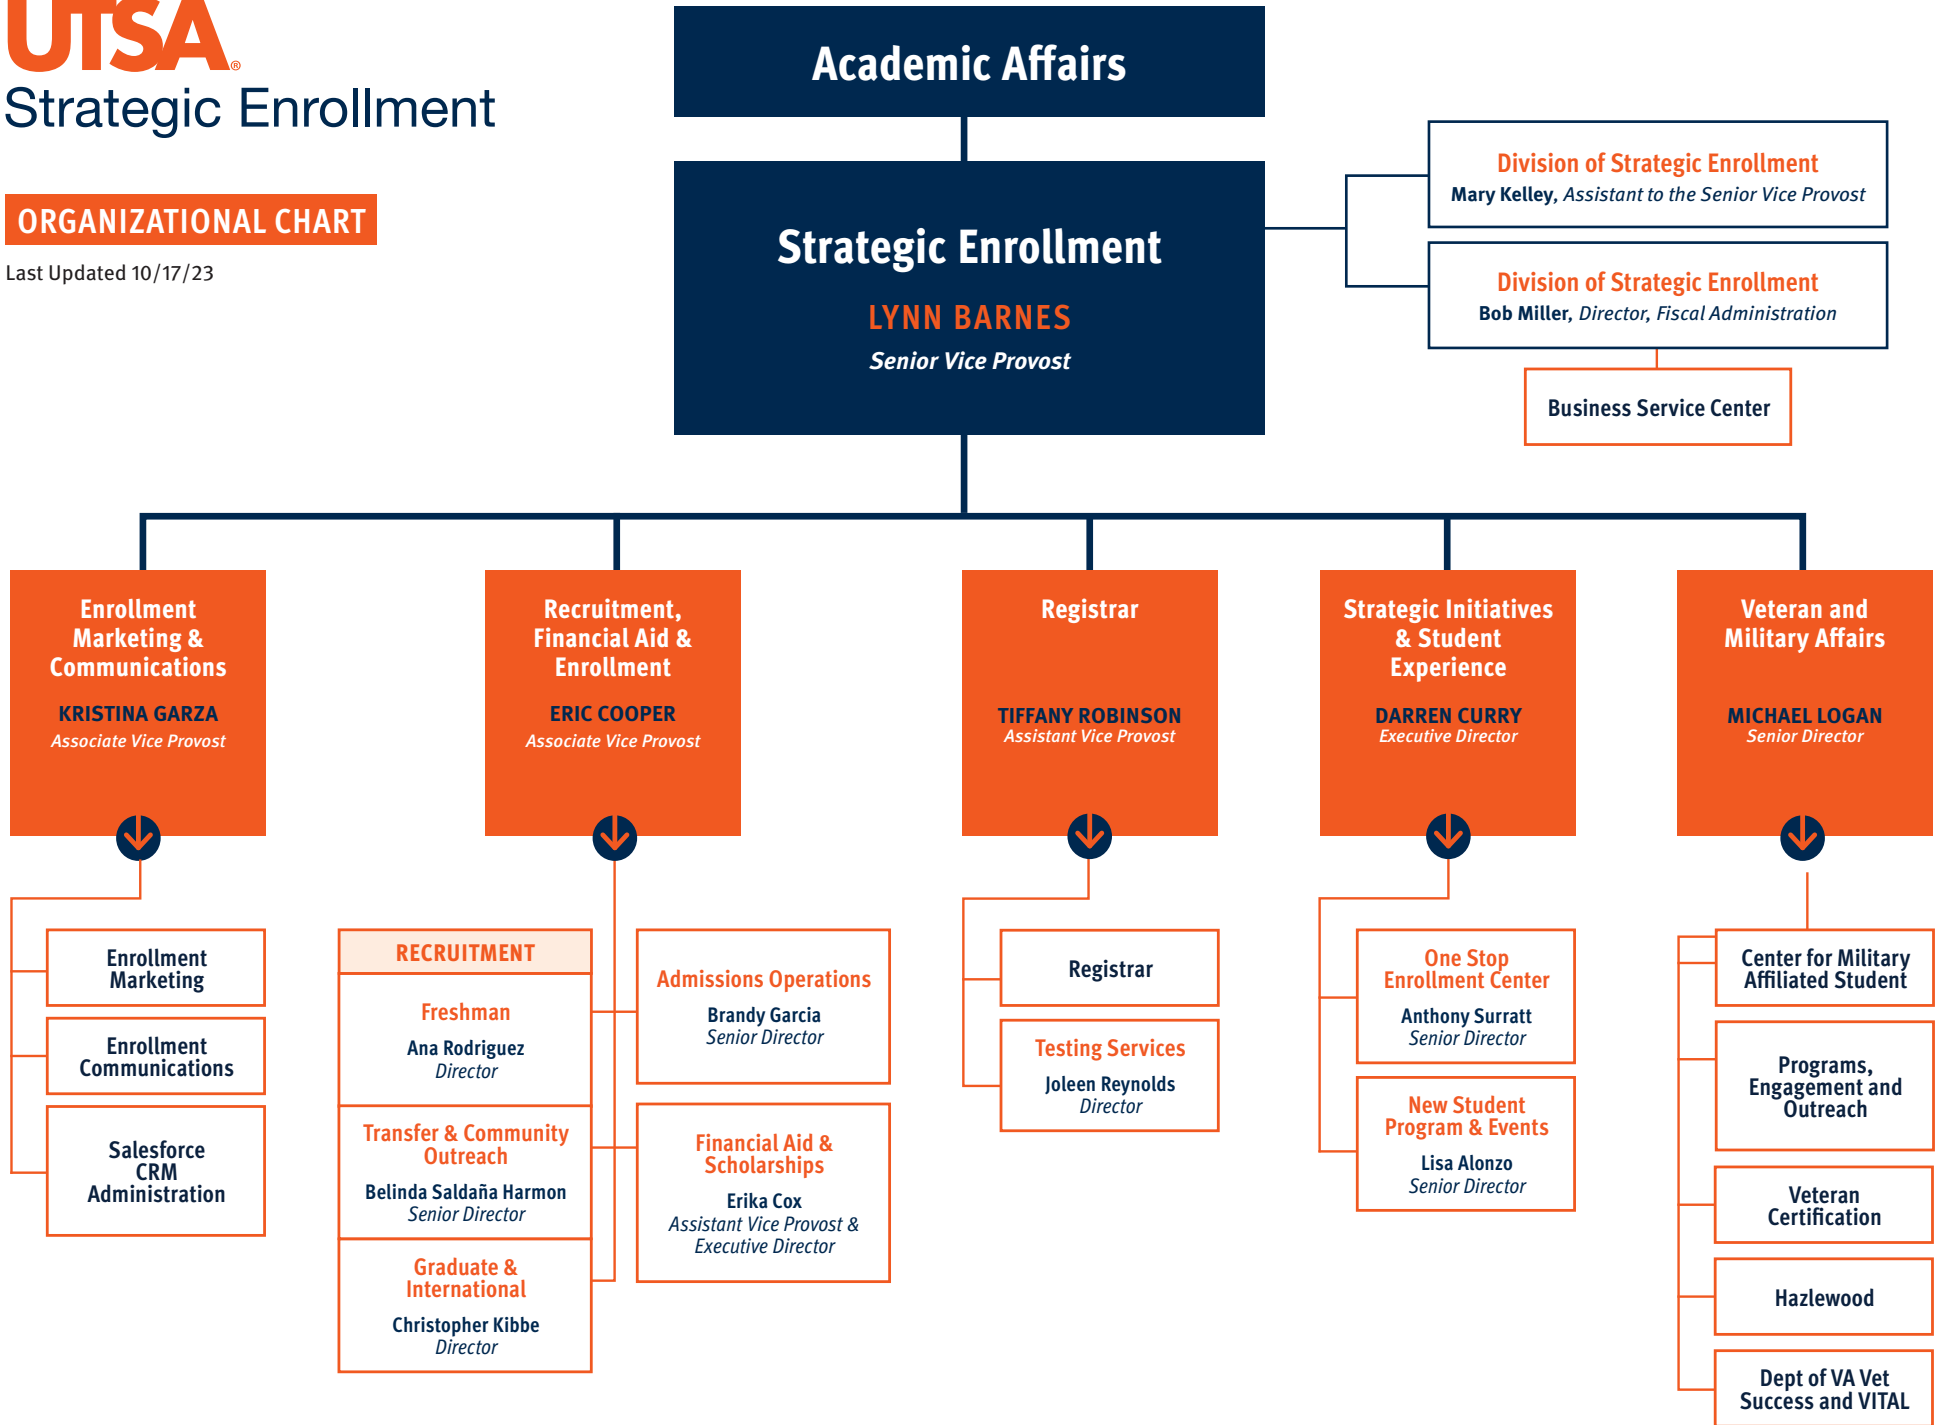 UTSA®
Strategic Enrollment
ORGANIZATIONAL CHART
Last Updated 10/17/23
Academic Affairs
Strategic Enrollment
LYNN BARNES
Senior Vice Provost
Division of Strategic Enrollment
Mary Kelley, Assistant to the Senior Vice Provost
Division of Strategic Enrollment
Bob Miller, Director, Fiscal Administration
Business Service Center
Enrollment
Marketing &
Communications
KRISTINA GARZA
Associate Vice Provost
Enrollment
Marketing
Enrollment
Communications
Salesforce
CRM
Administration
Recruitment,
Financial Aid &
Enrollment
ERIC COOPER
Associate Vice Provost
RECRUITMENT
Freshman
Ana Rodriguez
Director
Transfer & Community
Outreach
Belinda Saldaña Harmon
Senior Director
Graduate &
International
Christopher Kibbe
Director
Admissions Operations
Brandy Garcia
Senior Director
Financial Aid &
Scholarships
Erika Cox
Assistant Vice Provost &
Executive Director
Registrar
TIFFANY ROBINSON
Assistant Vice Provost
Registrar
Testing Services
Joleen Reynolds
Director
Strategic Initiatives
& Student
Experience
DARREN CURRY
Executive Director
One Stop
Enrollment Center
Anthony Surratt
Senior Director
New Student
Program & Events
Lisa Alonzo
Senior Director
Veteran and
Military Affairs
MICHAEL LOGAN
Senior Director
Center for Military
Affiliated Student
Programs,
Engagement and
Outreach
Veteran
Certification
Hazlewood
Dept of VA Vet
Success and VITAL